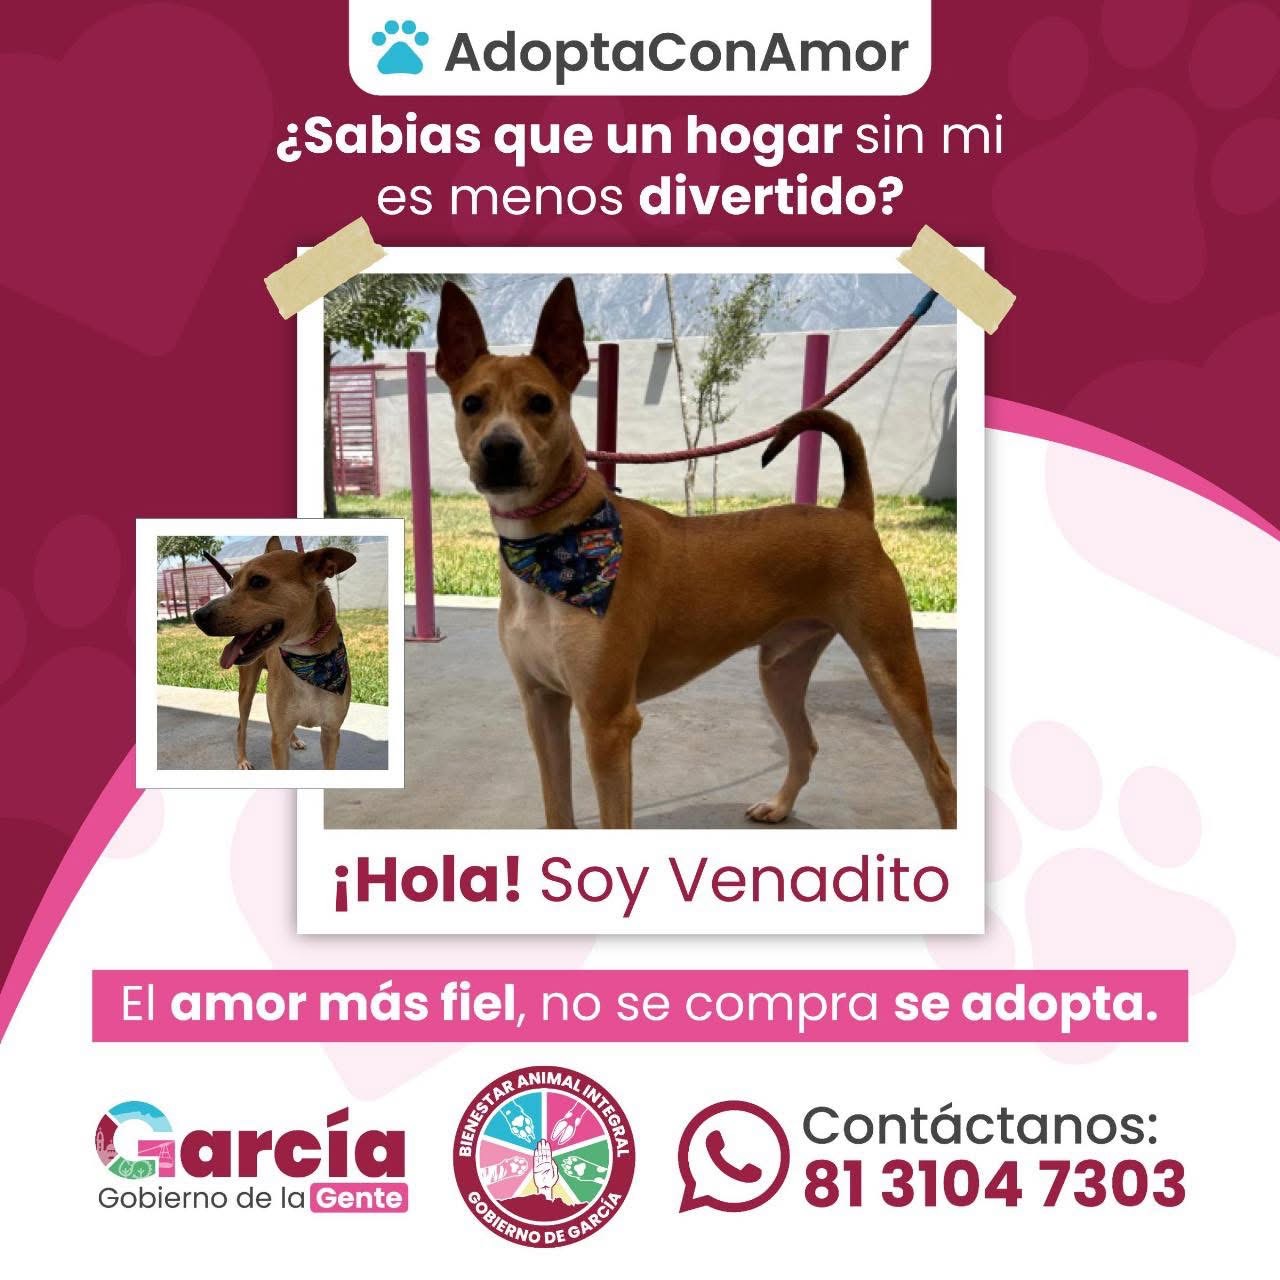 AdoptaConAmor
¿Sabias que un hogar sin mi
es menos divertido?
¡Hola! Soy Venadito
El amor más fiel, no se compra se adopta.
García
Gobierno de la Gente
BIENESTAR ANIMAL INTEGRAL
GOBIERNO DE GARCÍA
Contáctanos:
81 3104 7303